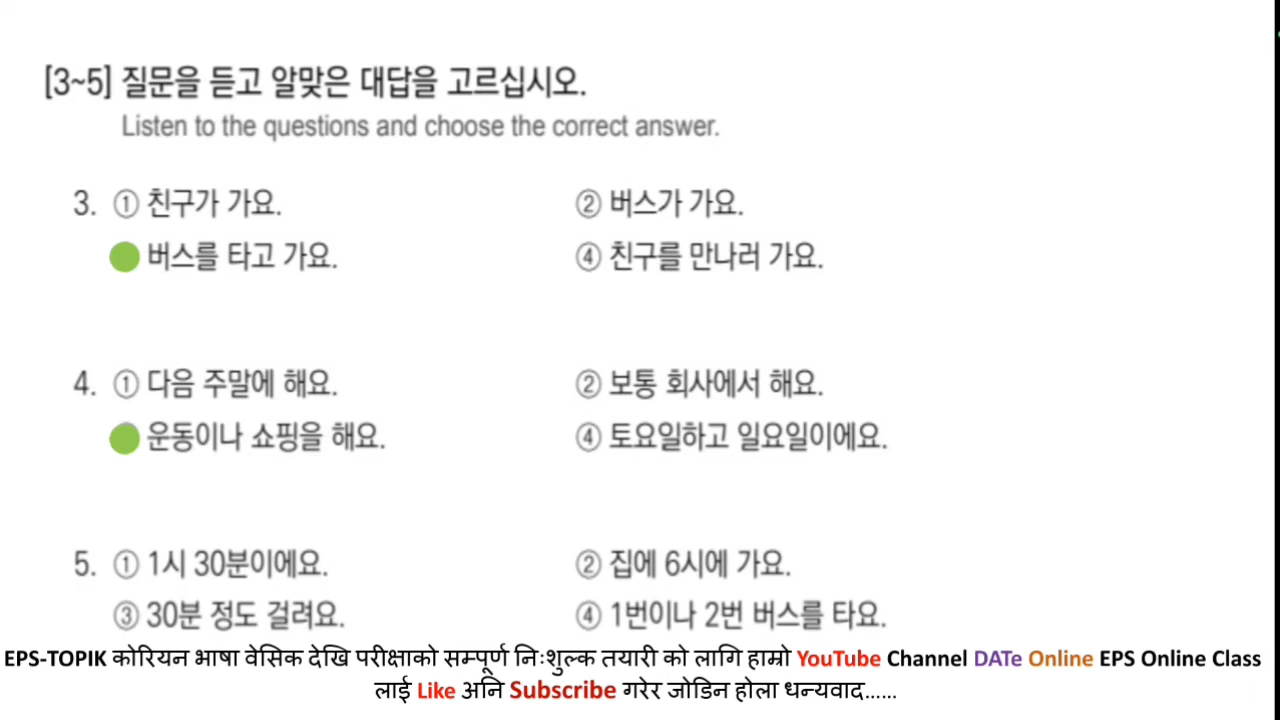 [3~5] 질문을 듣고 알맞은 대답을 고르십시오.
Listen to the questions and choose the correct answer.
3. ① 친구가 가요. ② 버스가 가요.
버스를 타고 가요. ④ 친구를 만나러 가요.
4. ① 다음 주말에 해요. ② 보통 회사에서 해요.
운동이나 쇼핑을 해요. ④ 토요일하고 일요일이에요.
5. ① 1시 30분이에요. ② 집에 6시에 가요.
③ 30분 정도 걸려요. ④ 1번이나 2번 버스를 타요.
EPS-TOPIK कोरियन भाषा वेसिक देखि परीक्षाको सम्पूर्ण निःशुल्क तयारी को लागि हाम्रो YouTube Channel DATe Online EPS Online Class
लाई Like अनि Subscribe गरेर जोडिन होला धन्यवाद......